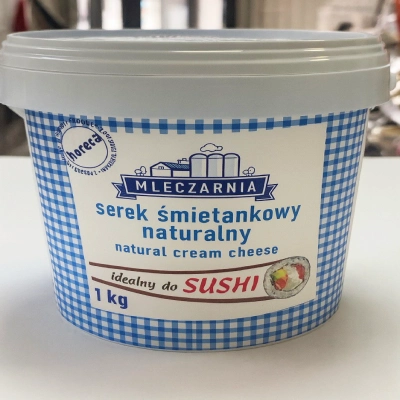 horeca
MLECZARNIA
serek śmietankowy
naturalny
natural cream cheese
idealny do SUSHI
1 kg